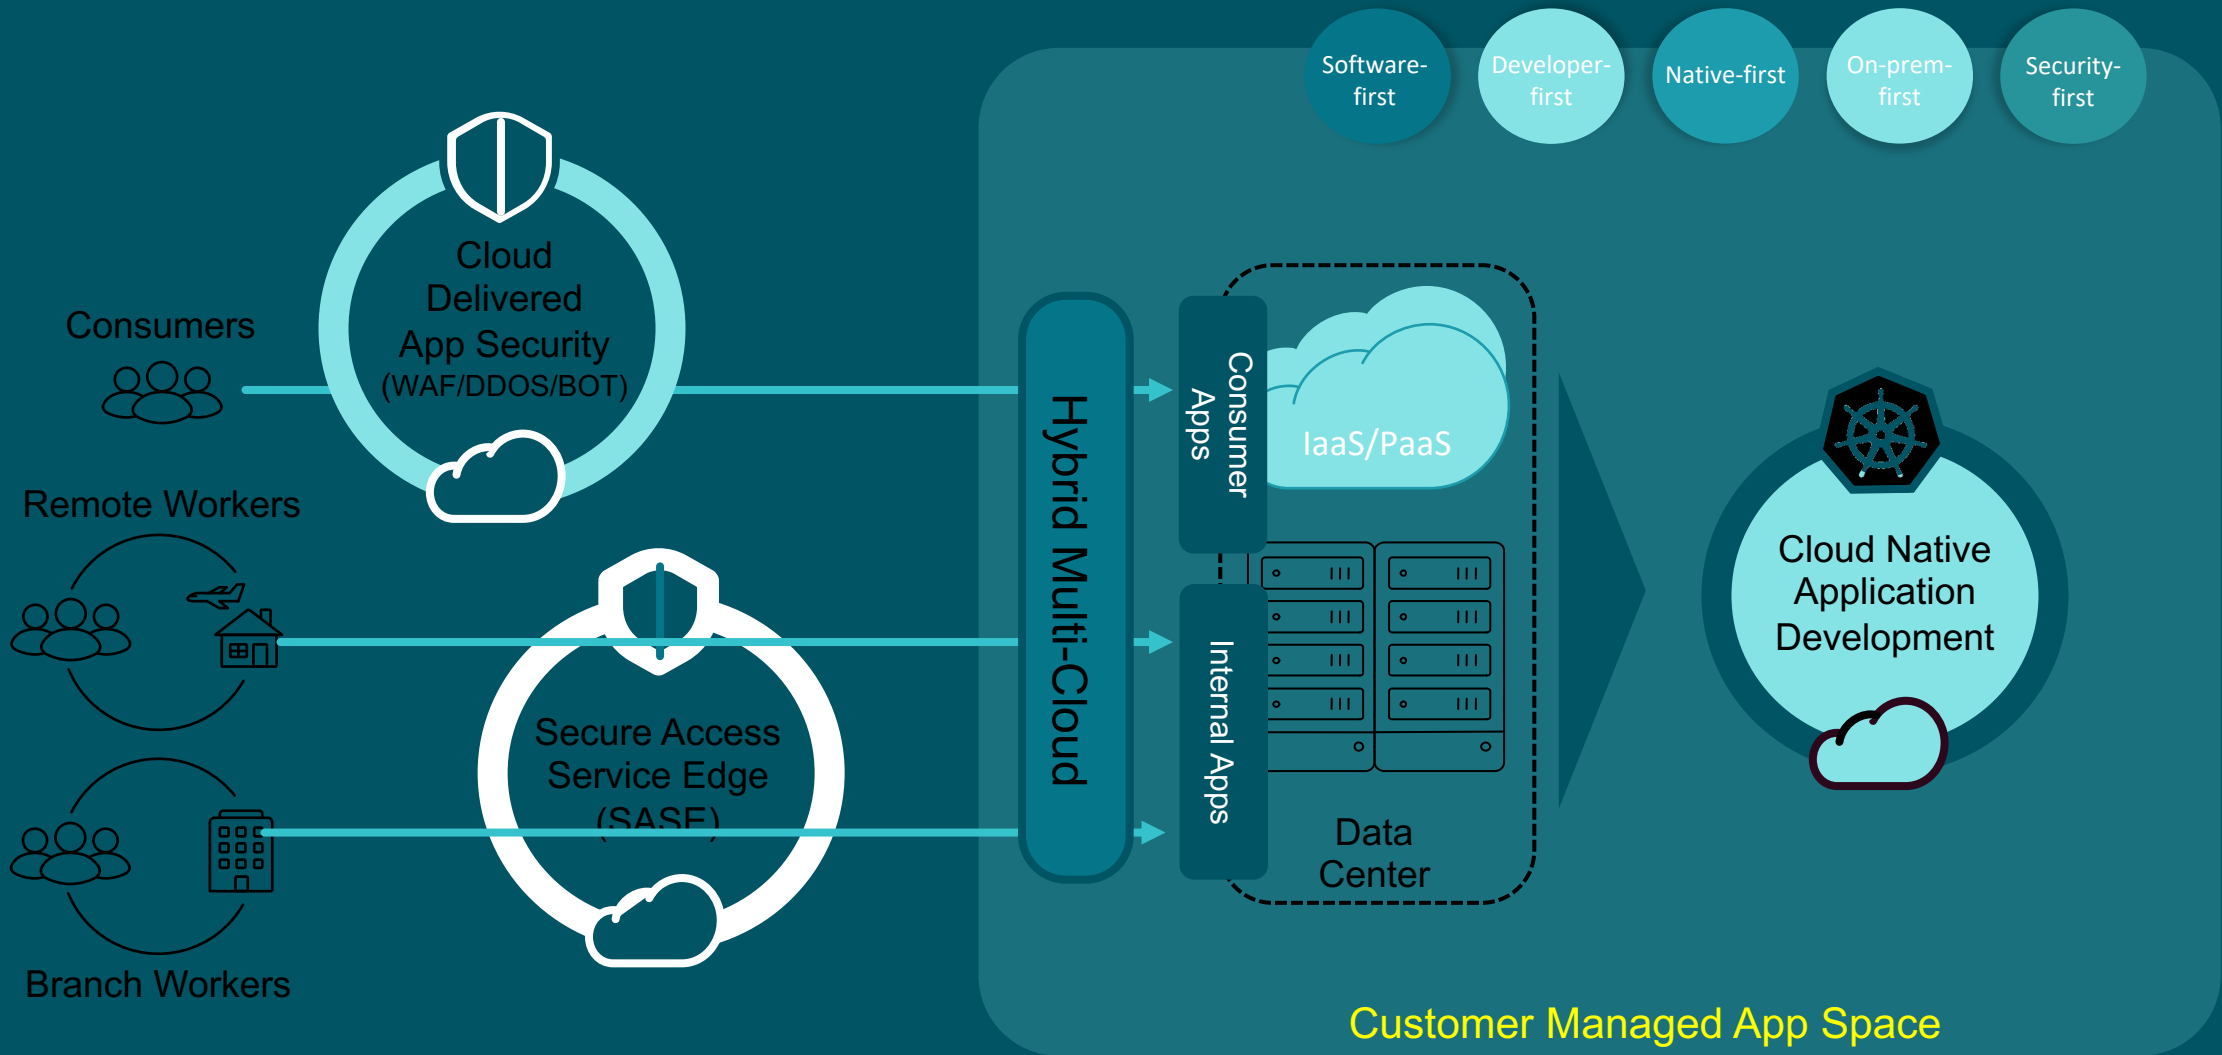 Software-
first
Developer-
first
Native-first
On-prem-
first
Security-
first
Cloud
Delivered
App Security
(WAF/DDOS/BOT)
Consumers
Remote Workers
Branch Workers
Secure Access
Service Edge
(SASE)
Hybrid Multi-Cloud
Consumer
Apps
Internal Apps
IaaS/PaaS
Data
Center
Cloud Native
Application
Development
Customer Managed App Space